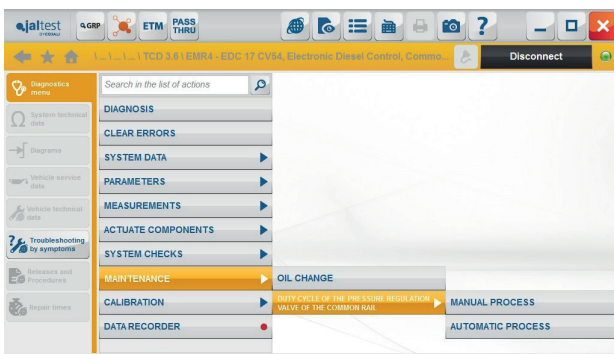 jaltest
OVERHAUL
GRP
ETM
PASS
THRU
?
\...\...\...\ TCD 3.6 \ EMR4 - EDC 17 CV54, Electronic Diesel Control, Commo...
Disconnect
Diagnostics
menu
System technical
data
Diagrams
Vehicle service
data
Vehicle technical
data
Troubleshooting
by symptoms
Releases and
Procedures
Repair times
Search in the list of actions
DIAGNOSIS
CLEAR ERRORS
SYSTEM DATA
PARAMETERS
MEASUREMENTS
ACTUATE COMPONENTS
SYSTEM CHECKS
MAINTENANCE
CALIBRATION
DATA RECORDER
OIL CHANGE
DUTY CYCLE OF THE PRESSURE REGULATION
VALVE OF THE COMMON RAIL
MANUAL PROCESS
AUTOMATIC PROCESS